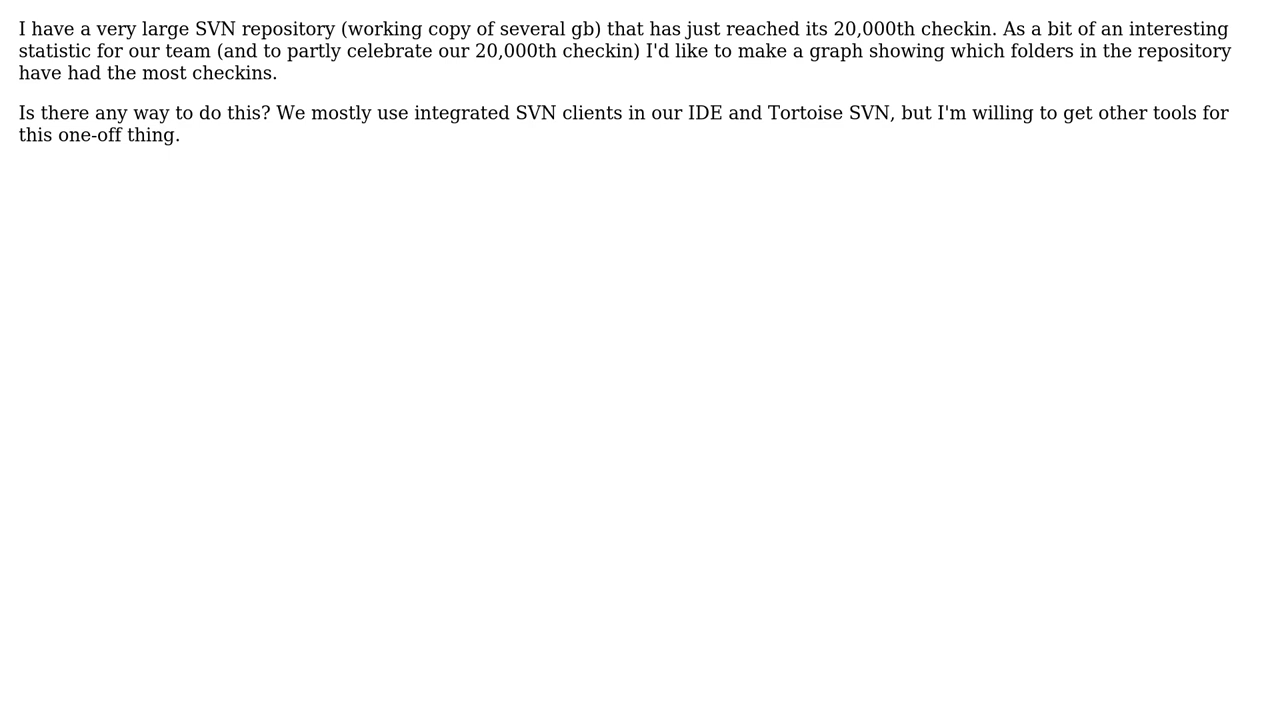 I have a very large SVN repository (working copy of several gb) that has just reached its 20,000th checkin. As a bit of an interesting
statistic for our team (and to partly celebrate our 20,000th checkin) I'd like to make a graph showing which folders in the repository
have had the most checkins.
Is there any way to do this? We mostly use integrated SVN clients in our IDE and Tortoise SVN, but I'm willing to get other tools for
this one-off thing.